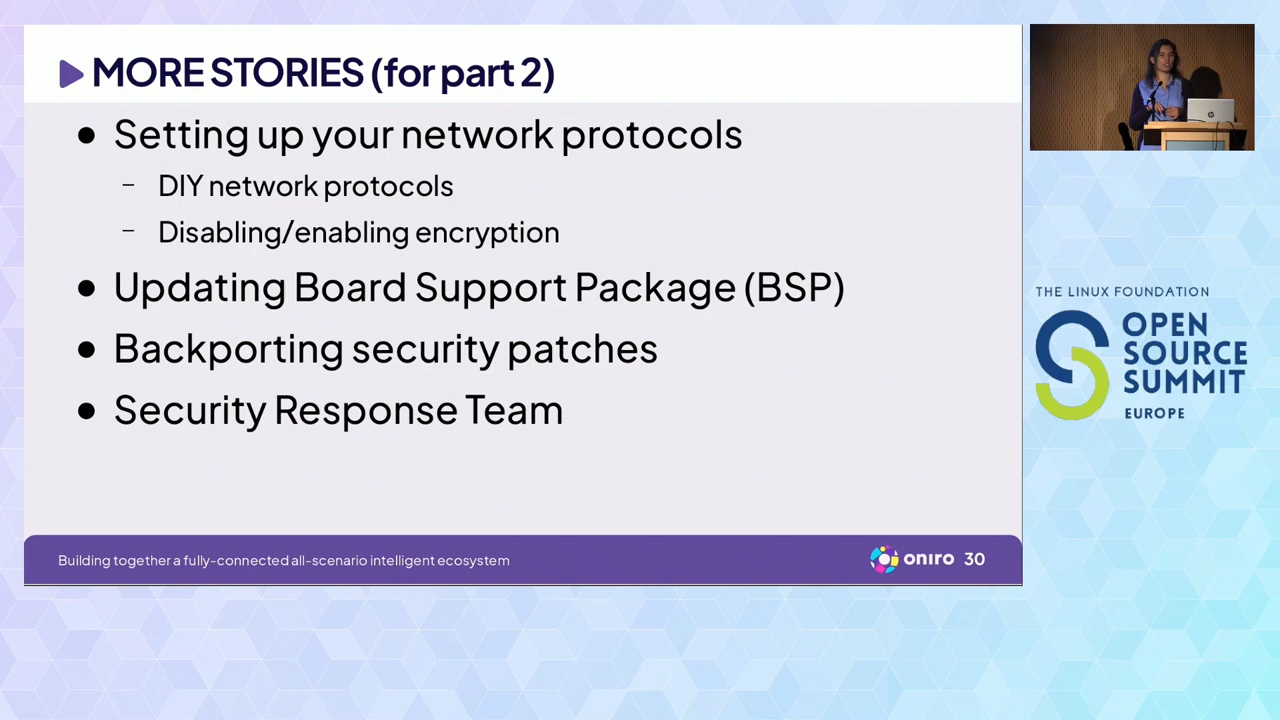 MORE STORIES (for part 2)
Setting up your network protocols
DIY network protocols
Disabling/enabling encryption
Updating Board Support Package (BSP)
Backporting security patches
Security Response Team
Building together a fully-connected all-scenario intelligent ecosystem
oniro 30
THE LINUX FOUNDATION
OPEN
SOURCE
SUMMIT
EUROPE
hp